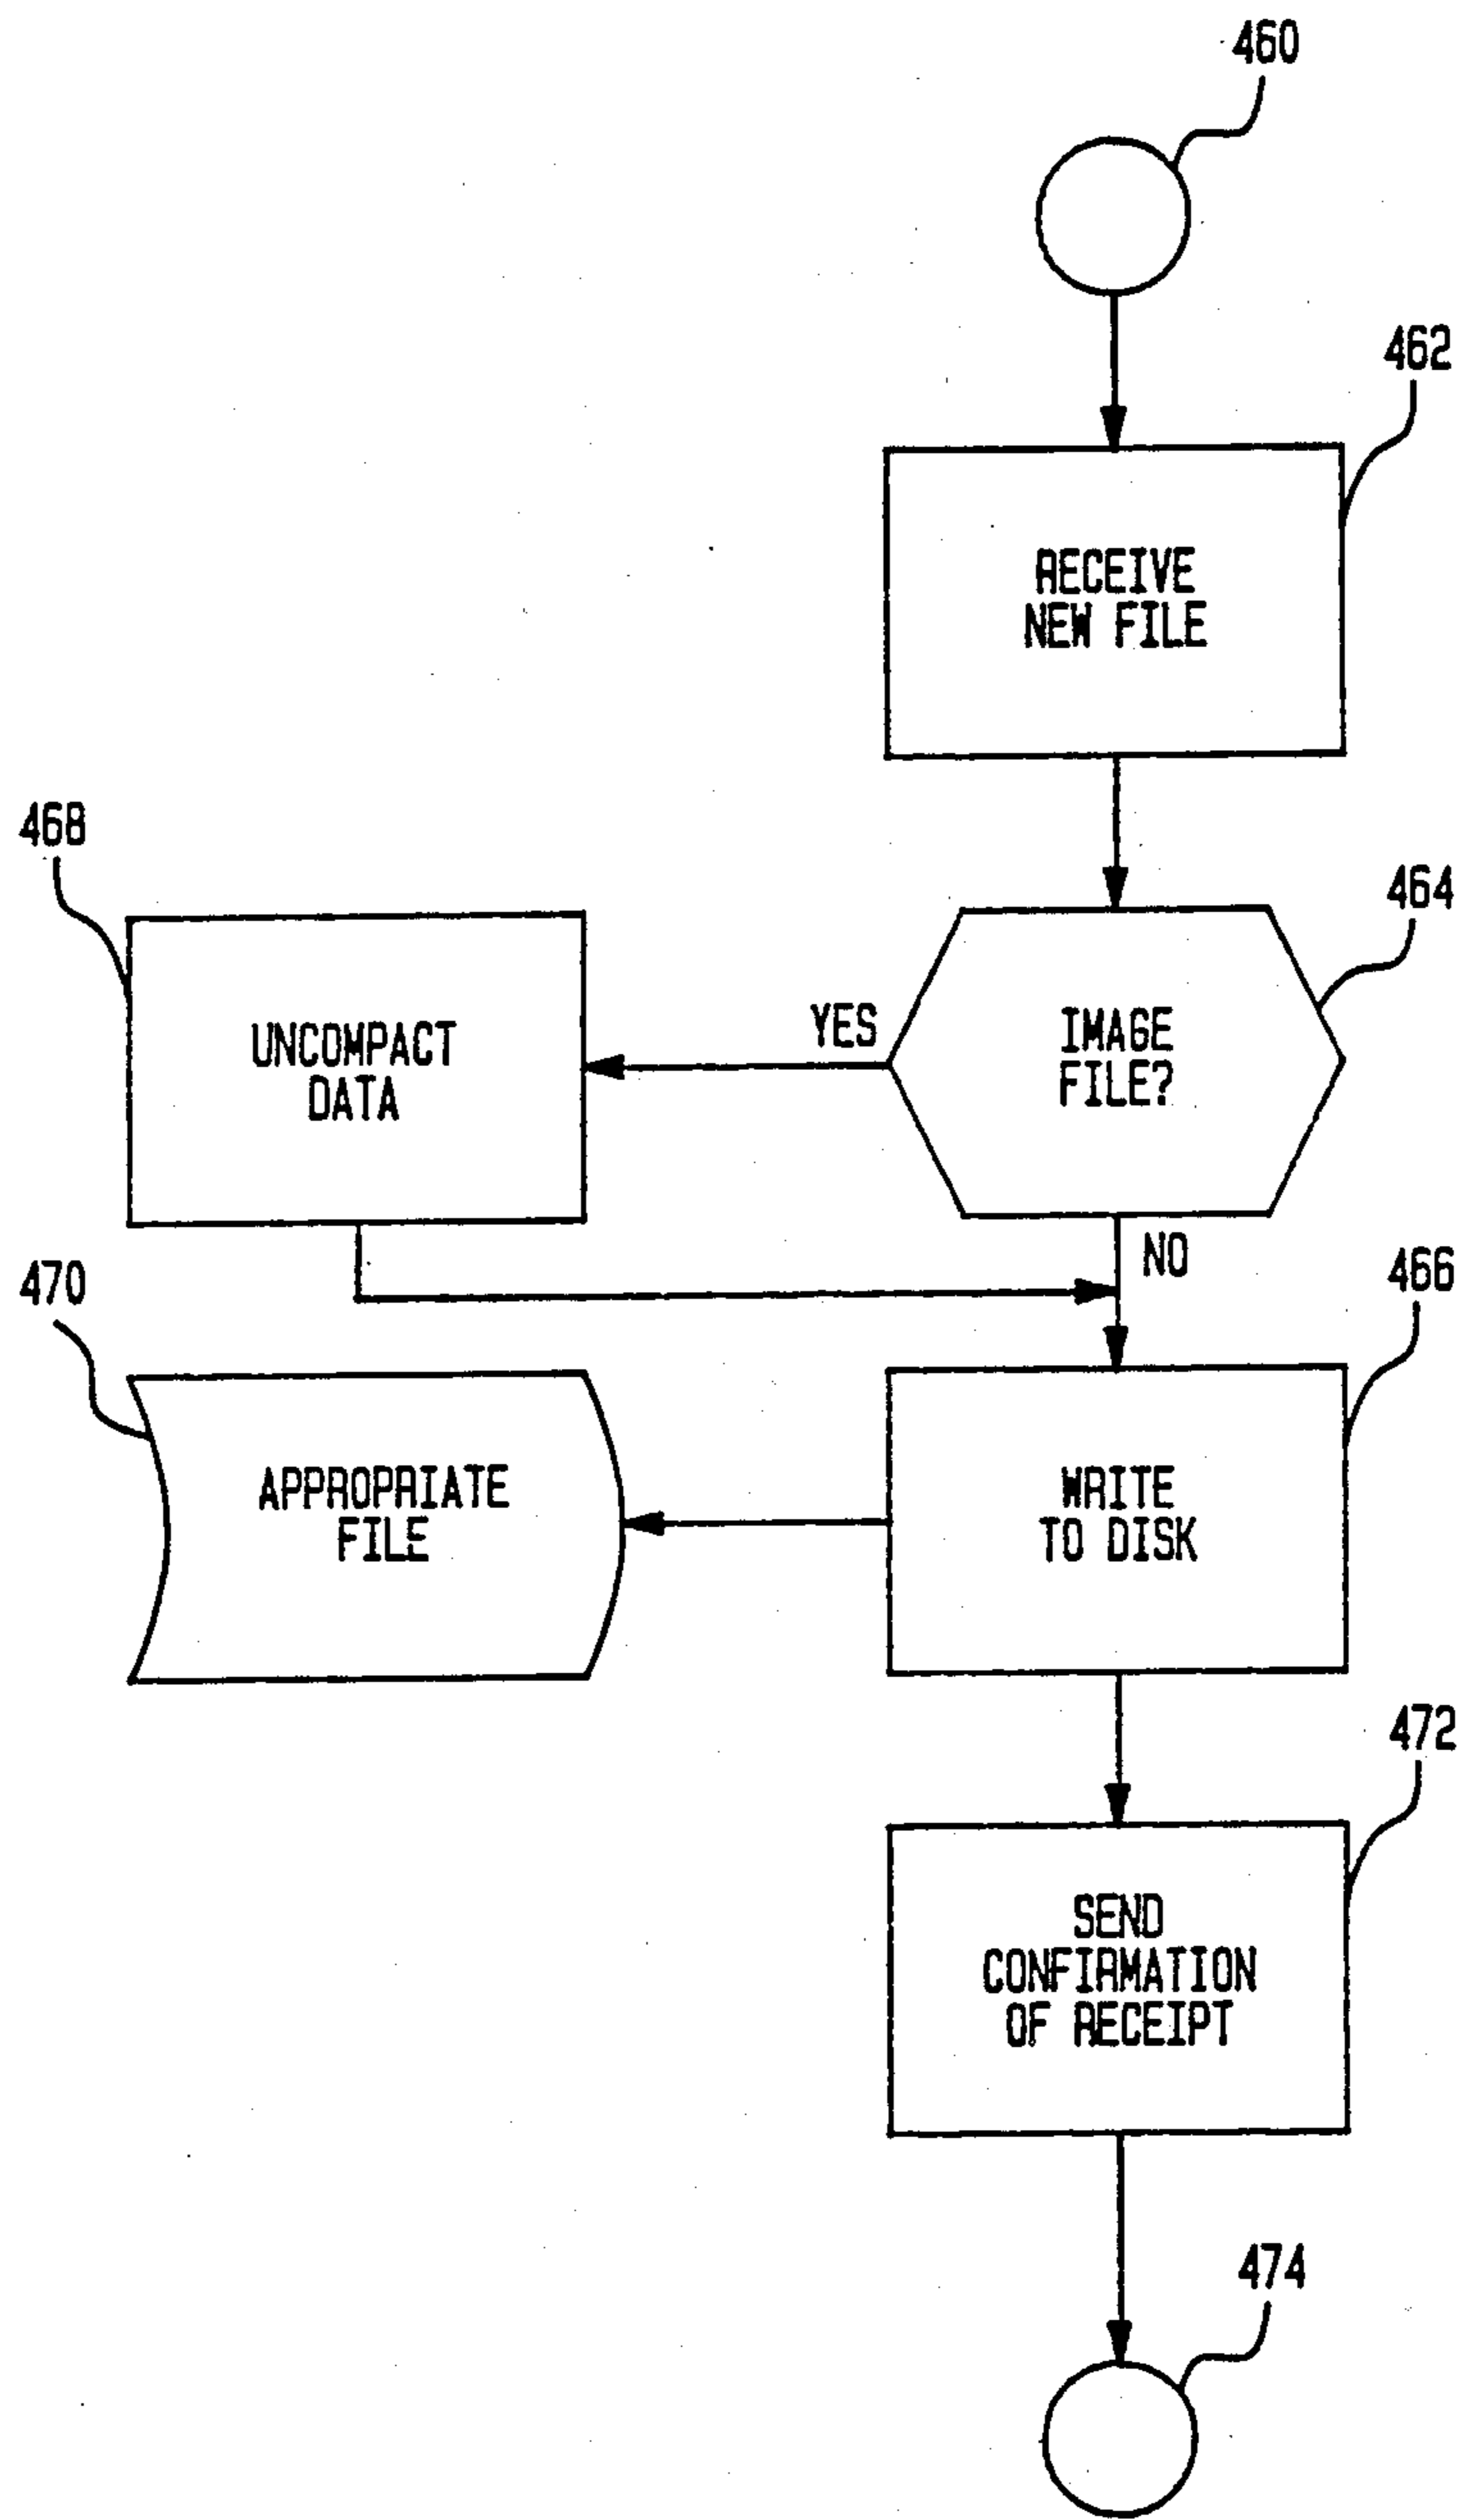 460
462
RECEIVE
NEW FILE
468
464
UNCOMPACT
DATA
YES
IMAGE
FILE?
NO
470
466
APPROPRIATE
FILE
WRITE
TO DISK
472
SEND
CONFIRMATION
OF RECEIPT
474